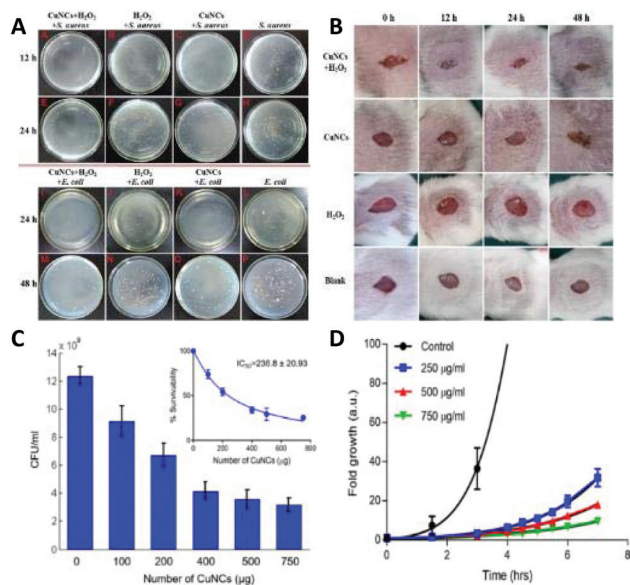 A
CuNCs+H₂O₂ H₂O₂ CuNCs S. aureus
+S. aureus +S. aureus +S. aureus
12 h
24 h
E F G H
CuNCs+H₂O₂ H₂O₂ CuNCs E. coli
+E. coli +E. coli +E. coli
24 h
48 h
M N O P
B
0 h 12 h 24 h 48 h
CuNCs
+H₂O₂
CuNCs
H₂O₂
Blank
C
x 10⁹
14
12
10
8
6
4
2
0
CFU/ml
0 100 200 400 500 750
Number of CuNCs (µg)
IC₅₀=236.8 ± 20.93
% Survivability
100
50
0
0 200 400 600 800
Number of CuNCs (µg)
D
Control
250 µg/ml
500 µg/ml
750 µg/ml
Fold growth (a.u.)
100
80
60
40
20
0
0 2 4 6 8
Time (hrs)